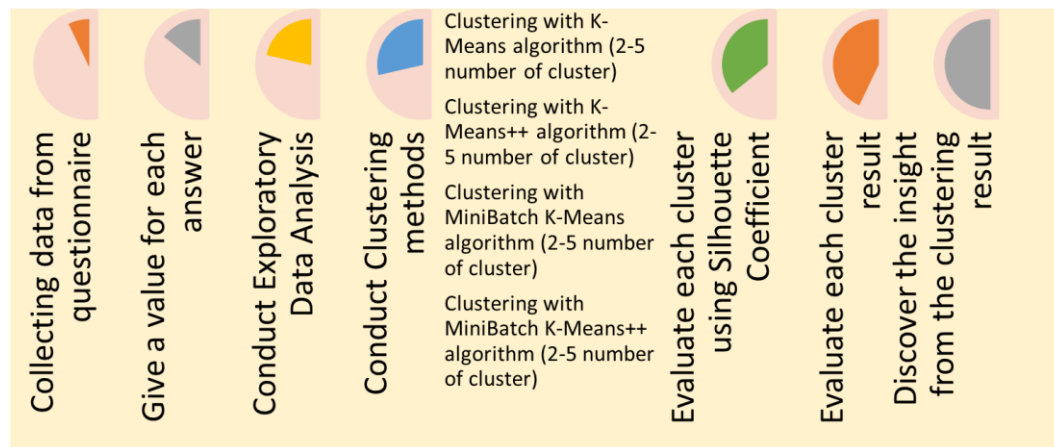 Collecting data from
questionnaire
Give a value for each
answer
Conduct Exploratory
Data Analysis
Conduct Clustering
methods
Clustering with K-
Means algorithm (2-5
number of cluster)
Clustering with K-
Means++ algorithm (2-
5 number of cluster)
Clustering with
MiniBatch K-Means
algorithm (2-5 number
of cluster)
Clustering with
MiniBatch K-Means++
algorithm (2-5 number
of cluster)
Evaluate each cluster
using Silhouette
Coefficient
Evaluate each cluster
result
Discover the insight
from the clustering
result